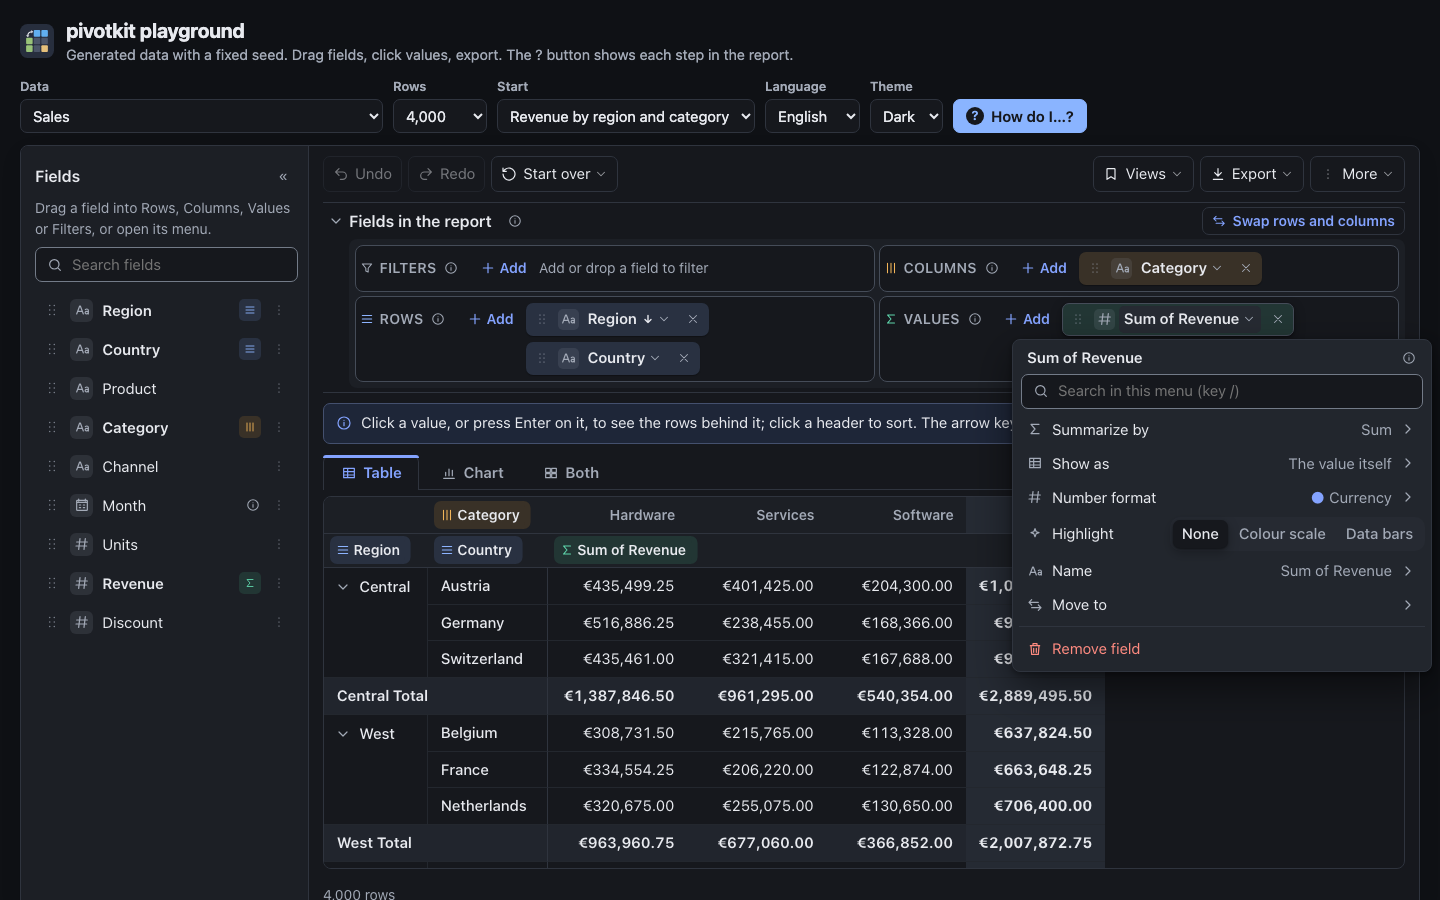 pivotkit playground
Generated data with a fixed seed. Drag fields, click values, export. The ? button shows each step in the report.
Data
Rows
Start
Language
Theme
Sales
4,000
Revenue by region and category
English
Dark
? How do I...?
Fields
«
Drag a field into Rows, Columns, Values
or Filters, or open its menu.
Search fields
Aa Region
Aa Country
Aa Product
Aa Category
Aa Channel
Month
# Units
# Revenue Σ
# Discount
Undo
Redo
Start over
Views
Export
More
Fields in the report
Swap rows and columns
FILTERS
+ Add
Add or drop a field to filter
COLUMNS
+ Add
Aa Category ×
ROWS
+ Add
Aa Region ↓ ×
Aa Country ×
Σ VALUES
+ Add
# Sum of Revenue ×
Sum of Revenue
Search in this menu (key /)
Σ Summarize by Sum
Show as The value itself
# Number format Currency
Highlight None Colour scale Data bars
Aa Name Sum of Revenue
Move to
Remove field
Click a value, or press Enter on it, to see the rows behind it; click a header to sort. The arrow key
Table
Chart
Both
Category Hardware Services Software
Region Country Σ Sum of Revenue
Central Austria €435,499.25 €401,425.00 €204,300.00 €1,0
Germany €516,886.25 €238,455.00 €168,366.00 €9
Switzerland €435,461.00 €321,415.00 €167,688.00 €9
Central Total €1,387,846.50 €961,295.00 €540,354.00 €2,889,495.50
West Belgium €308,731.50 €215,765.00 €113,328.00 €637,824.50
France €334,554.25 €206,220.00 €122,874.00 €663,648.25
Netherlands €320,675.00 €255,075.00 €130,650.00 €706,400.00
West Total €963,960.75 €677,060.00 €366,852.00 €2,007,872.75
4,000 rows